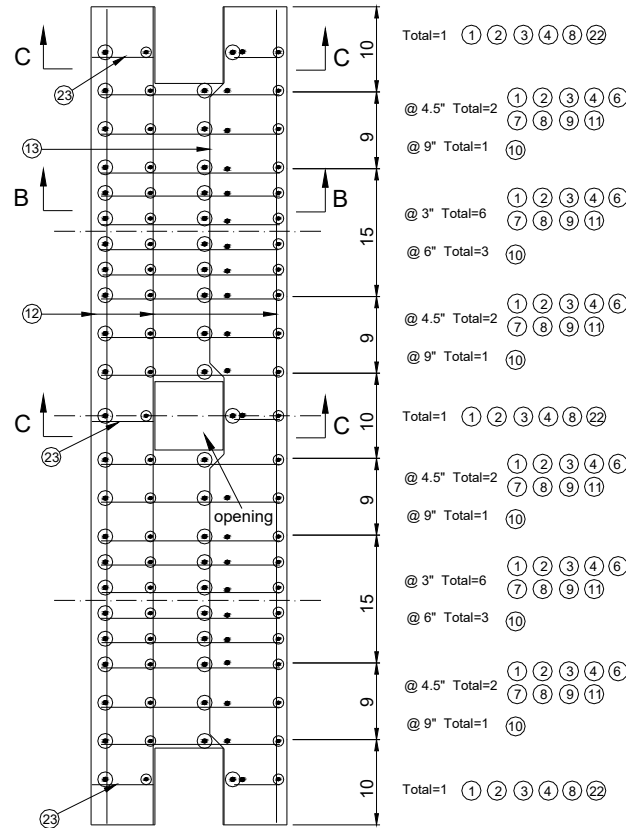 10
Total=1 1 2 3 4 8 22
C C
23
9
@ 4.5" Total=2 1 2 3 4 6
7 8 9 11
@ 9" Total=1 10
13
B B
15
@ 3" Total=6 1 2 3 4 6
7 8 9 11
@ 6" Total=3 10
12
9
@ 4.5" Total=2 1 2 3 4 6
7 8 9 11
@ 9" Total=1 10
C C
10
Total=1 1 2 3 4 8 22
23
9
@ 4.5" Total=2 1 2 3 4 6
7 8 9 11
@ 9" Total=1 10
opening
15
@ 3" Total=6 1 2 3 4 6
7 8 9 11
@ 6" Total=3 10
9
@ 4.5" Total=2 1 2 3 4 6
7 8 9 11
@ 9" Total=1 10
10
Total=1 1 2 3 4 8 22
23